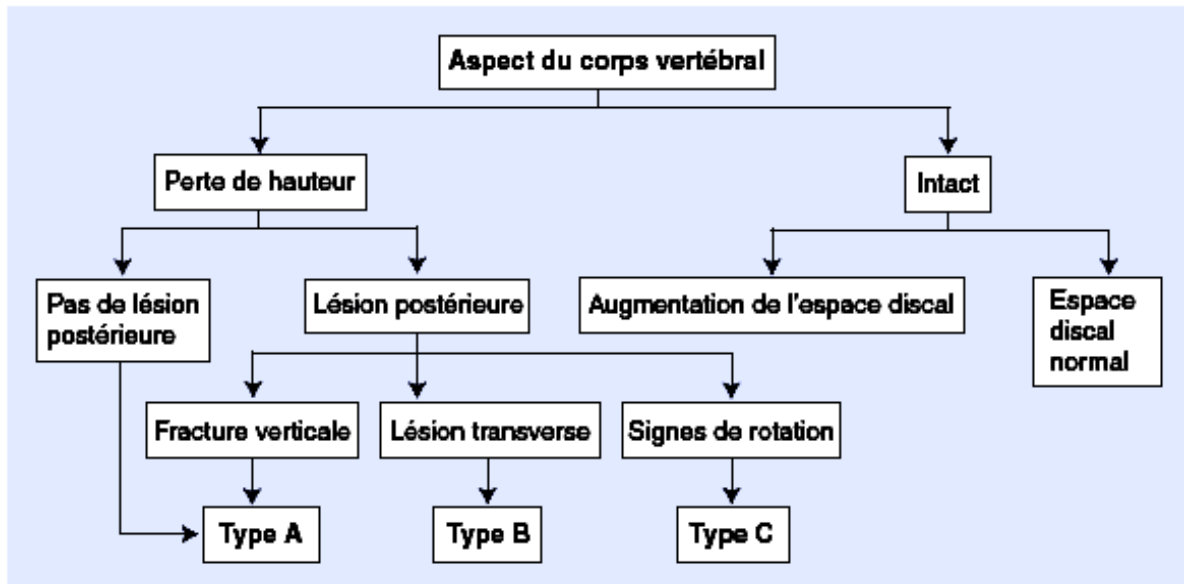 Aspect du corps vertébral
Perte de hauteur
Intact
Pas de lésion
postérieure
Lésion postérieure
Augmentation de l'espace discal
Espace
discal
normal
Fracture verticale
Lésion transverse
Signes de rotation
Type A
Type B
Type C